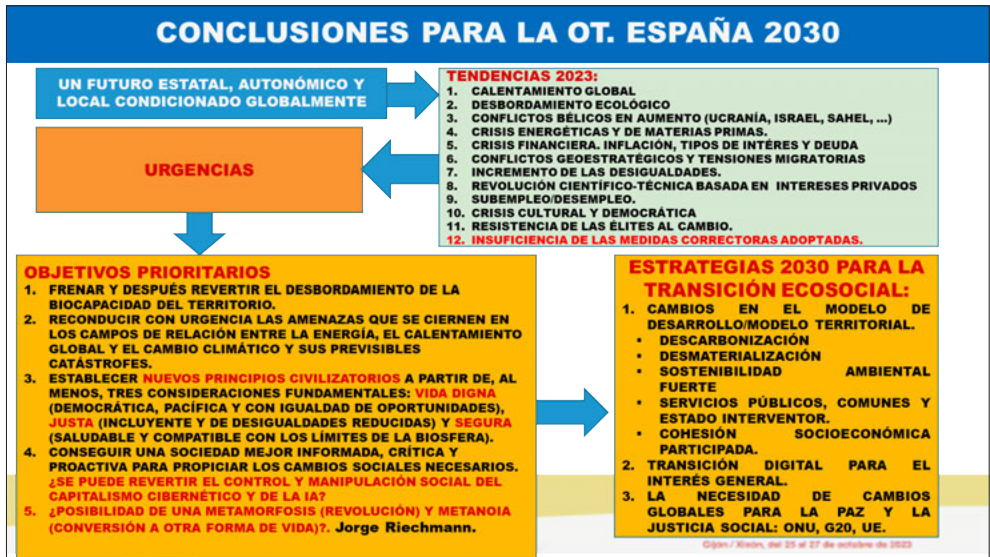 CONCLUSIONES PARA LA OT. ESPAÑA 2030
UN FUTURO ESTATAL, AUTONÓMICO Y
LOCAL CONDICIONADO GLOBALMENTE
TENDENCIAS 2023:
1. CALENTAMIENTO GLOBAL
2. DESBORDAMIENTO ECOLÓGICO
3. CONFLICTOS BÉLICOS EN AUMENTO (UCRANÍA, ISRAEL, SAHEL, ...)
4. CRISIS ENERGÉTICAS Y DE MATERIAS PRIMAS.
5. CRISIS FINANCIERA. INFLACIÓN, TIPOS DE INTÉRES Y DEUDA
6. CONFLICTOS GEOESTRATÉGICOS Y TENSIONES MIGRATORIAS
7. INCREMENTO DE LAS DESIGUALDADES.
8. REVOLUCIÓN CIENTÍFICO-TÉCNICA BASADA EN INTERESES PRIVADOS
9. SUBEMPLEO/DESEMPLEO.
10. CRISIS CULTURAL Y DEMOCRÁTICA
11. RESISTENCIA DE LAS ÉLITES AL CAMBIO.
12. INSUFICIENCIA DE LAS MEDIDAS CORRECTORAS ADOPTADAS.
URGENCIAS
OBJETIVOS PRIORITARIOS
1. FRENAR Y DESPUÉS REVERTIR EL DESBORDAMIENTO DE LA
BIOCAPACIDAD DEL TERRITORIO.
2. RECONDUCIR CON URGENCIA LAS AMENAZAS QUE SE CIERNEN EN
LOS CAMPOS DE RELACIÓN ENTRE LA ENERGÍA, EL CALENTAMIENTO
GLOBAL Y EL CAMBIO CLIMÁTICO Y SUS PREVISIBLES
CATÁSTROFES.
3. ESTABLECER NUEVOS PRINCIPIOS CIVILIZATORIOS A PARTIR DE, AL
MENOS, TRES CONSIDERACIONES FUNDAMENTALES: VIDA DIGNA
(DEMOCRÁTICA, PACÍFICA Y CON IGUALDAD DE OPORTUNIDADES),
JUSTA (INCLUYENTE Y DE DESIGUALDADES REDUCIDAS) Y SEGURA
(SALUDABLE Y COMPATIBLE CON LOS LÍMITES DE LA BIOSFERA).
4. CONSEGUIR UNA SOCIEDAD MEJOR INFORMADA, CRÍTICA Y
PROACTIVA PARA PROPICIAR LOS CAMBIOS SOCIALES NECESARIOS.
¿SE PUEDE REVERTIR EL CONTROL Y MANIPULACIÓN SOCIAL DEL
CAPITALISMO CIBERNÉTICO Y DE LA IA?
5. ¿POSIBILIDAD DE UNA METAMORFOSIS (REVOLUCIÓN) Y METANOIA
(CONVERSIÓN A OTRA FORMA DE VIDA)?. Jorge Riechmann.
ESTRATEGIAS 2030 PARA LA
TRANSICIÓN ECOSOCIAL:
1. CAMBIOS EN EL MODELO DE
DESARROLLO/MODELO TERRITORIAL.
▪ DESCARBONIZACIÓN
▪ DESMATERIALIZACIÓN
▪ SOSTENIBILIDAD AMBIENTAL
FUERTE
▪ SERVICIOS PÚBLICOS, COMUNES Y
ESTADO INTERVENTOR.
▪ COHESIÓN SOCIOECONÓMICA
PARTICIPADA.
2. TRANSICIÓN DIGITAL PARA EL
INTERÉS GENERAL.
3. LA NECESIDAD DE CAMBIOS
GLOBALES PARA LA PAZ Y LA
JUSTICIA SOCIAL: ONU, G20, UE.
Gijón / Xixón, del 25 al 27 de octubre de 2023